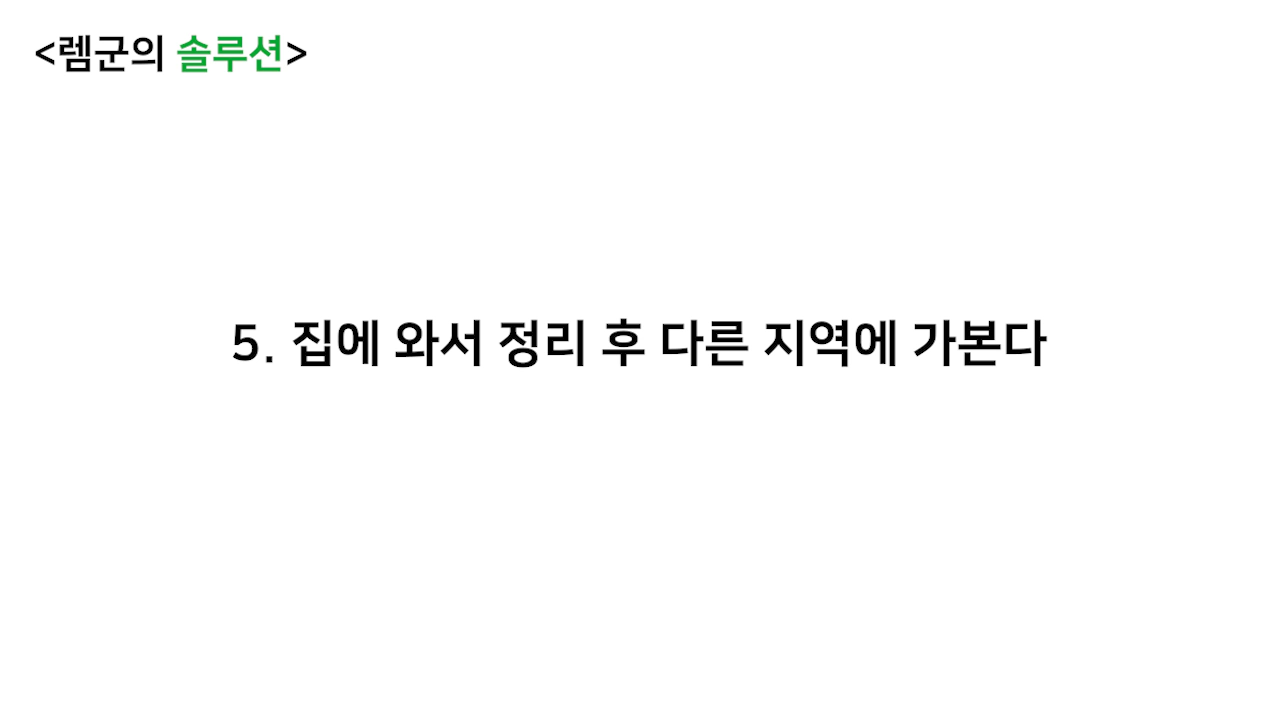 <렘군의 솔루션>
5. 집에 와서 정리 후 다른 지역에 가본다